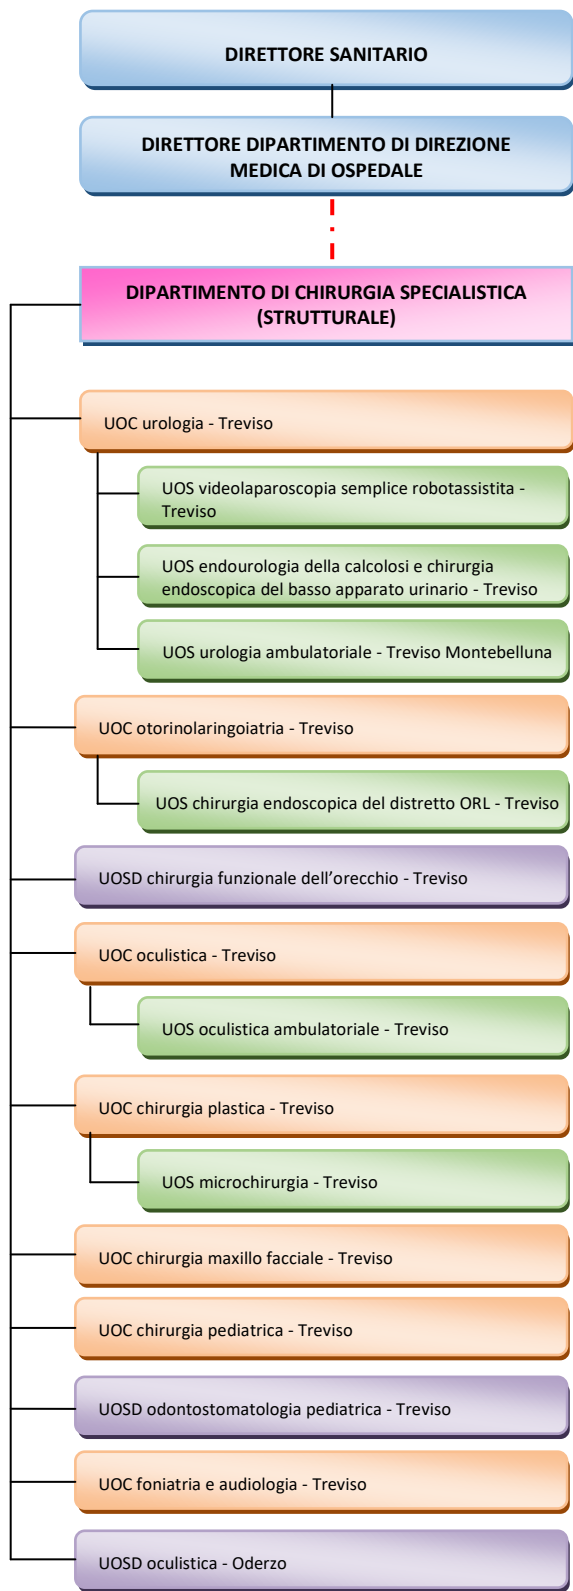 DIRETTORE SANITARIO
DIRETTORE DIPARTIMENTO DI DIREZIONE
MEDICA DI OSPEDALE
DIPARTIMENTO DI CHIRURGIA SPECIALISTICA
(STRUTTURALE)
UOC urologia - Treviso
UOS videolaparoscopia semplice robotassistita -
Treviso
UOS endourologia della calcolosi e chirurgia
endoscopica del basso apparato urinario - Treviso
UOS urologia ambulatoriale - Treviso Montebelluna
UOC otorinolaringoiatria - Treviso
UOS chirurgia endoscopica del distretto ORL - Treviso
UOSD chirurgia funzionale dell’orecchio - Treviso
UOC oculistica - Treviso
UOS oculistica ambulatoriale - Treviso
UOC chirurgia plastica - Treviso
UOS microchirurgia - Treviso
UOC chirurgia maxillo facciale - Treviso
UOC chirurgia pediatrica - Treviso
UOSD odontostomatologia pediatrica - Treviso
UOC foniatria e audiologia - Treviso
UOSD oculistica - Oderzo